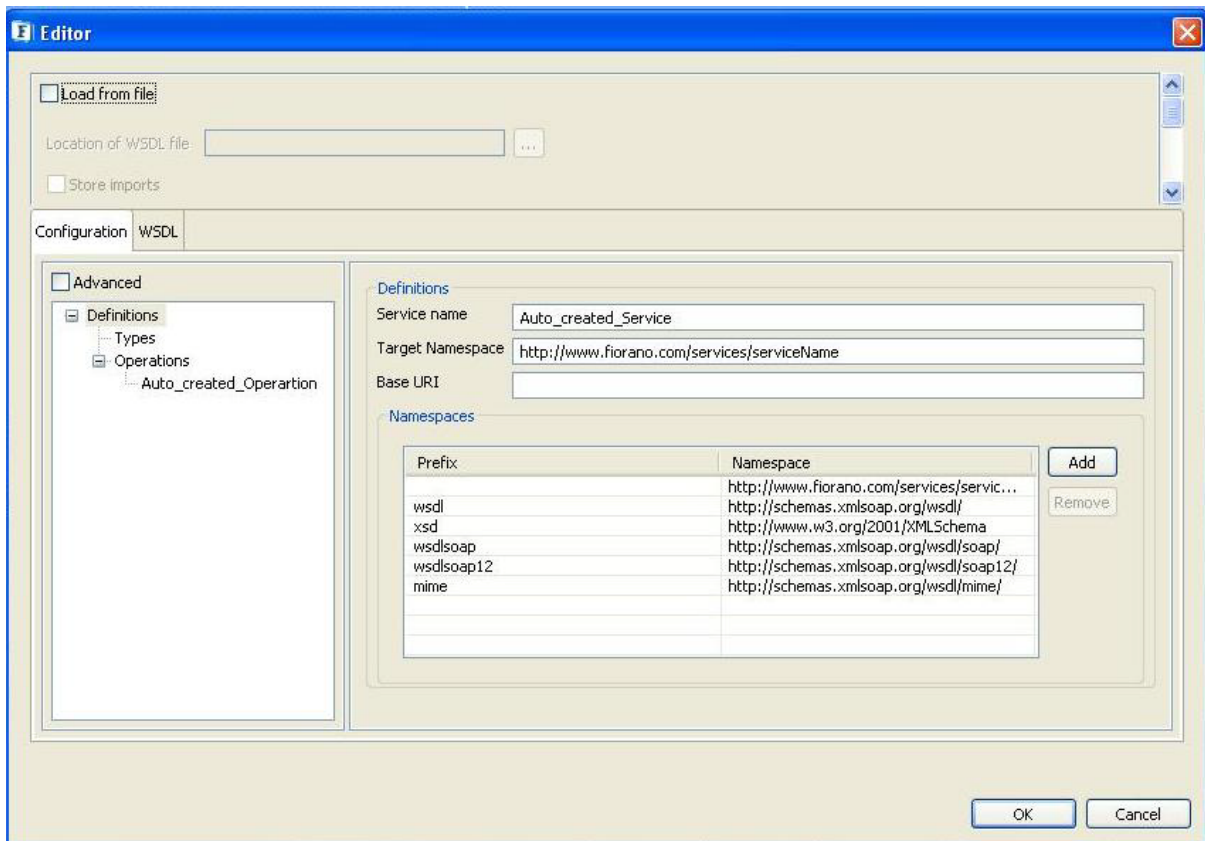 Editor
Load from file
Location of WSDL file ...
Store imports
Configuration WSDL
Advanced
Definitions
Types
Operations
Auto_created_Operartion
Definitions
Service name Auto_created_Service
Target Namespace http://www.fiorano.com/services/serviceName
Base URI
Namespaces
Prefix Namespace
http://www.fiorano.com/services/servic...
wsdl http://schemas.xmlsoap.org/wsdl/
xsd http://www.w3.org/2001/XMLSchema
wsdlsoap http://schemas.xmlsoap.org/wsdl/soap/
wsdlsoap12 http://schemas.xmlsoap.org/wsdl/soap12/
mime http://schemas.xmlsoap.org/wsdl/mime/
Add
Remove
OK Cancel